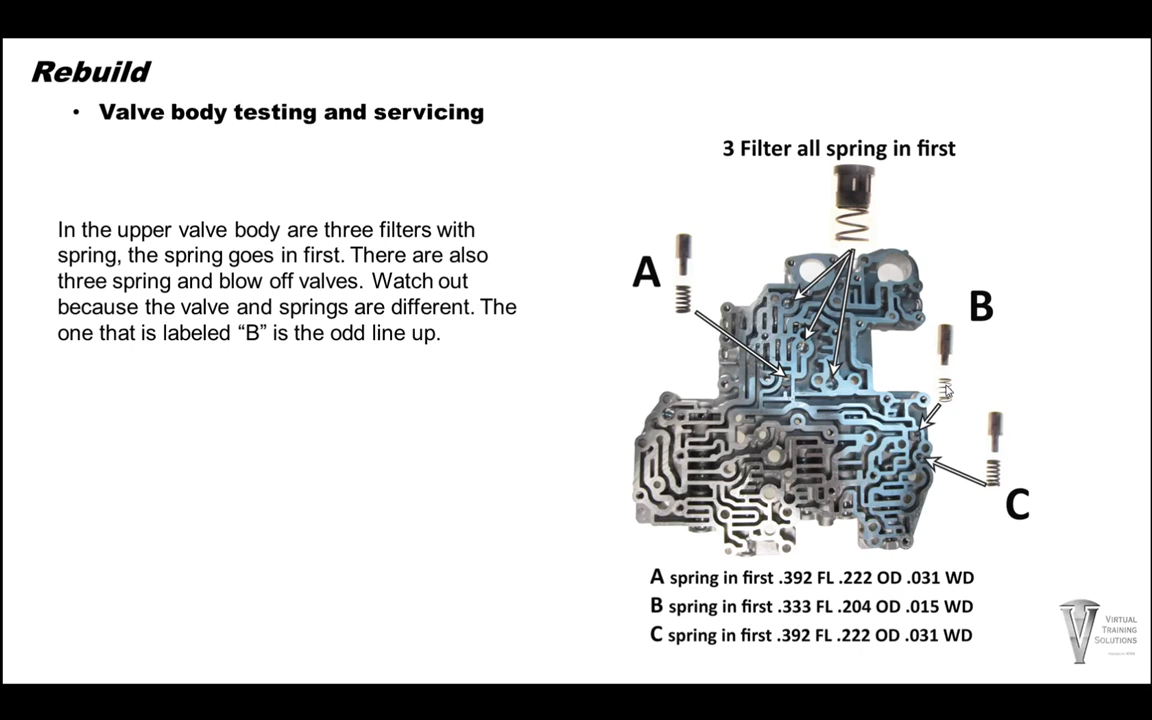 Rebuild
• Valve body testing and servicing
In the upper valve body are three filters with
spring, the spring goes in first. There are also
three spring and blow off valves. Watch out
because the valve and springs are different. The
one that is labeled “B” is the odd line up.
3 Filter all spring in first
A
B
C
A spring in first .392 FL .222 OD .031 WD
B spring in first .333 FL .204 OD .015 WD
C spring in first .392 FL .222 OD .031 WD
VIRTUAL
TRAINING
SOLUTIONS